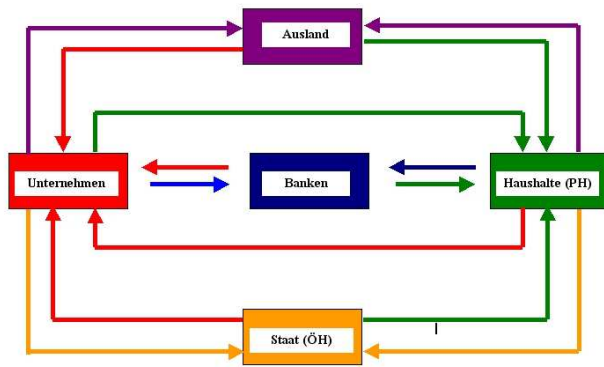 Ausland
Unternehmen
Banken
Haushalte (PH)
Staat (ÖH)